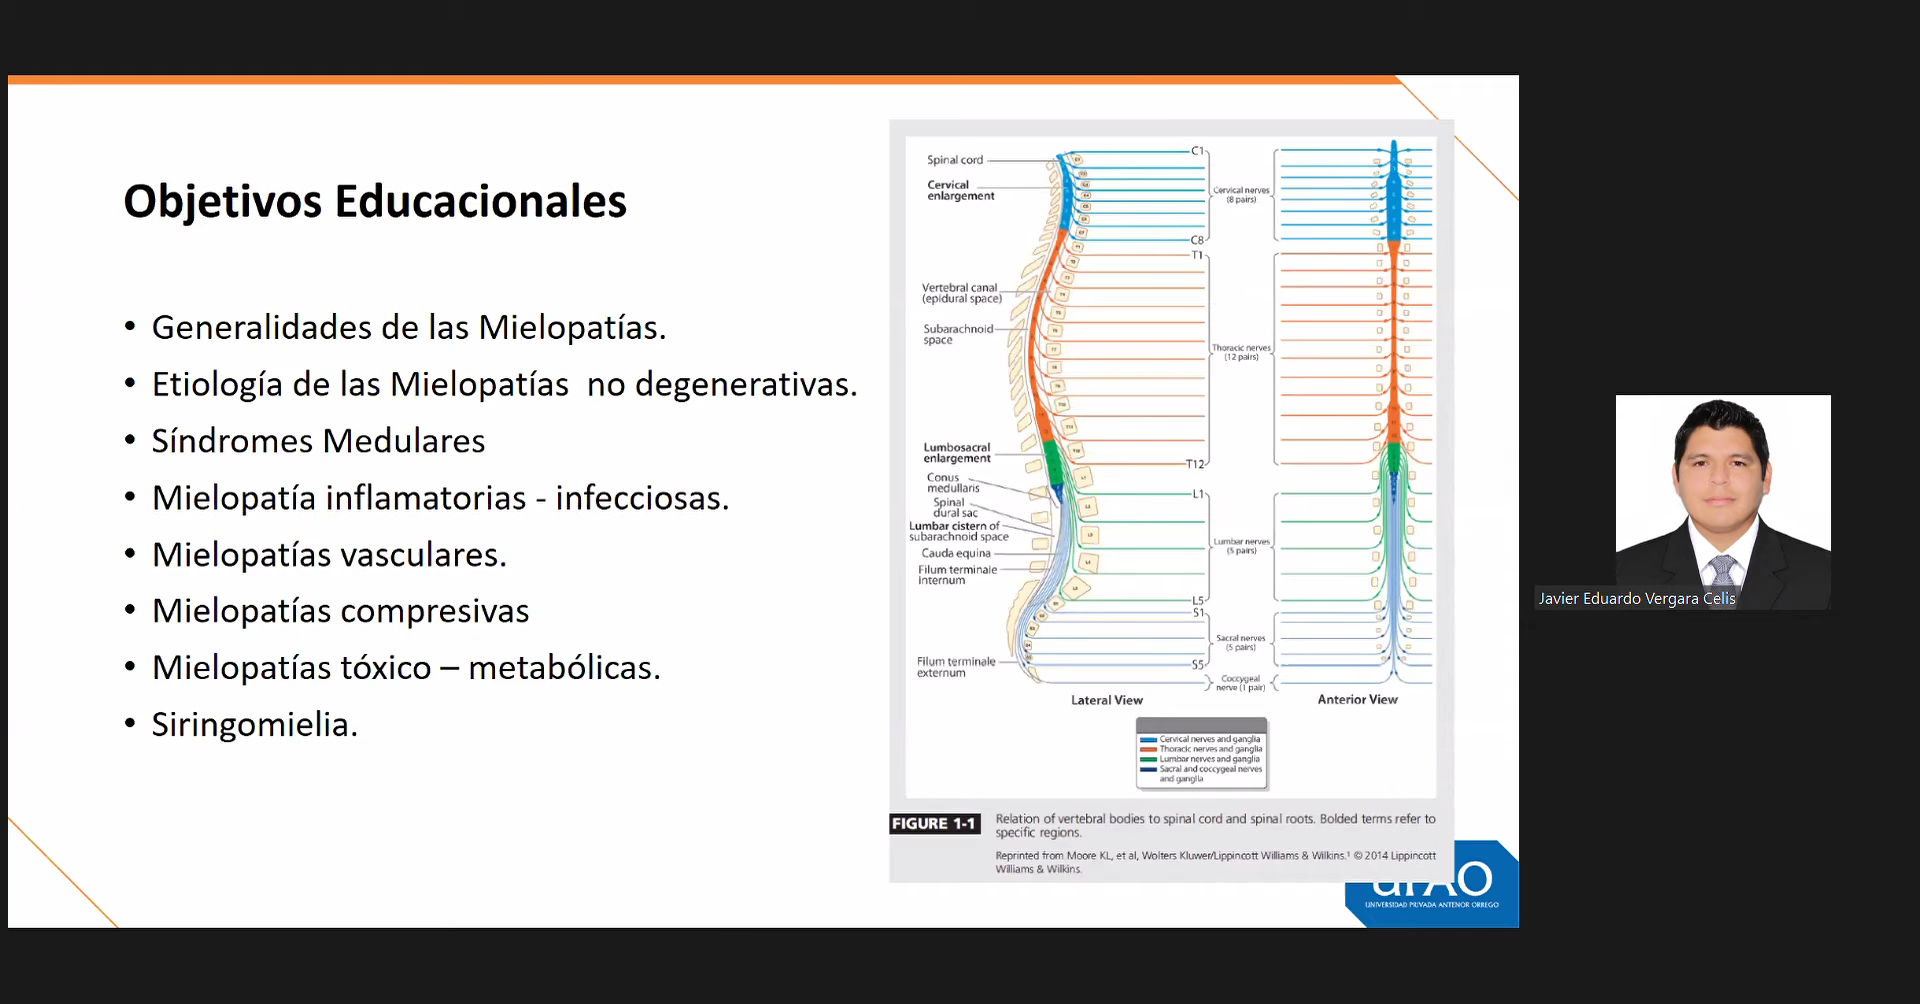 Objetivos Educacionales
• Generalidades de las Mielopatías.
• Etiología de las Mielopatías no degenerativas.
• Síndromes Medulares
• Mielopatía inflamatorias - infecciosas.
• Mielopatías vasculares.
• Mielopatías compresivas
• Mielopatías tóxico – metabólicas.
• Siringomielia.
Spinal cord
Cervical
enlargement
Vertebral canal
(epidural space)
Subarachnoid
space
Lumbosacral
enlargement
Conus
medullaris
Spinal
dural sac
Lumbar cistern of
subarachnoid space
Cauda equina
Filum terminale
internum
Filum terminale
externum
C1
C8
T1
T12
L1
L5
S1
S5
Cervical nerves
(8 pairs)
Thoracic nerves
(12 pairs)
Lumbar nerves
(5 pairs)
Sacral nerves
(5 pairs)
Coccygeal
nerve (1 pair)
Lateral View
Anterior View
Cervical nerves and ganglia
Thoracic nerves and ganglia
Lumbar nerves and ganglia
Sacral and coccygeal nerves
and ganglia
FIGURE 1-1
Relation of vertebral bodies to spinal cord and spinal roots. Bolded terms refer to
specific regions.
Reprinted from Moore KL, et al, Wolters Kluwer/Lippincott Williams & Wilkins.¹ © 2014 Lippincott
Williams & Wilkins.
UNIVERSIDAD PRIVADA ANTENOR ORREGO
Javier Eduardo Vergara Celis